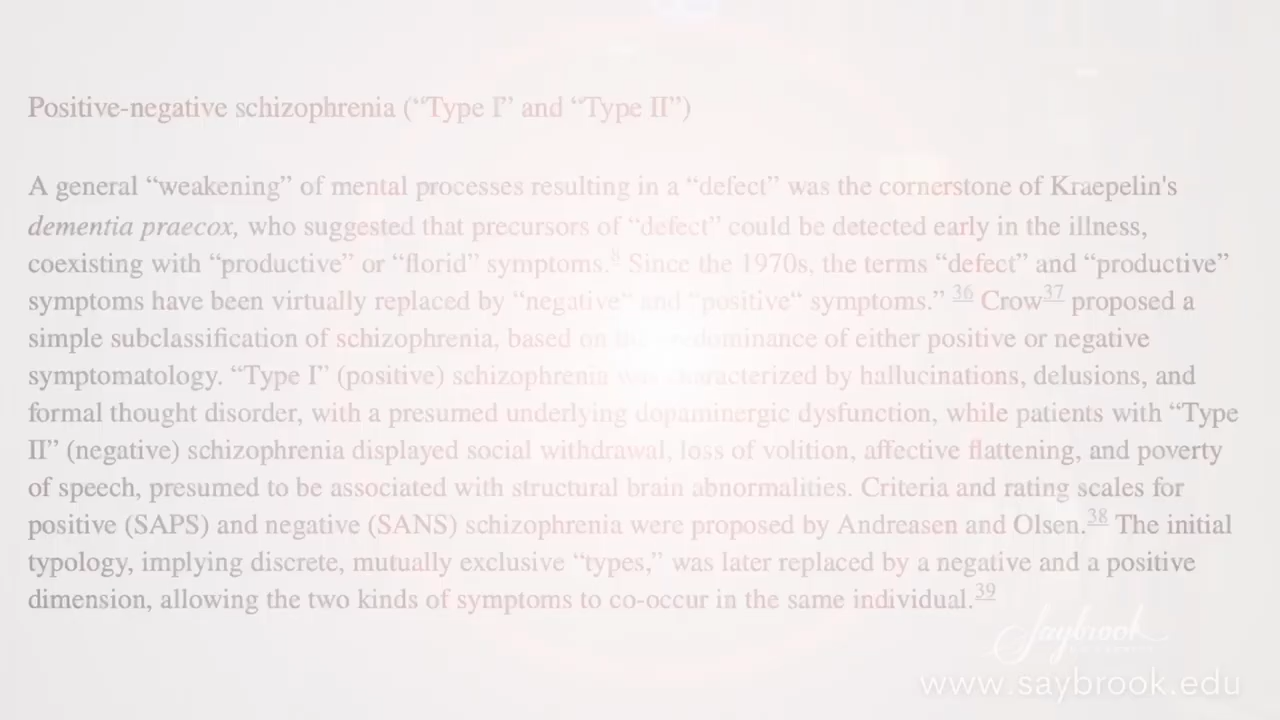 Positive-negative schizophrenia (“Type I” and “Type II”)
A general “weakening” of mental processes resulting in a “defect” was the cornerstone of Kraepelin's
dementia praecox, who suggested that precursors of “defect” could be detected early in the illness,
coexisting with “productive” or “florid” symptoms.8 Since the 1970s, the terms “defect” and “productive”
symptoms have been virtually replaced by “negative” and “positive“ symptoms.” 36 Crow37 proposed a
simple subclassification of schizophrenia, based on the predominance of either positive or negative
symptomatology. “Type I” (positive) schizophrenia was characterized by hallucinations, delusions, and
formal thought disorder, with a presumed underlying dopaminergic dysfunction, while patients with “Type
II” (negative) schizophrenia displayed social withdrawal, loss of volition, affective flattening, and poverty
of speech, presumed to be associated with structural brain abnormalities. Criteria and rating scales for
positive (SAPS) and negative (SANS) schizophrenia were proposed by Andreasen and Olsen.38 The initial
typology, implying discrete, mutually exclusive “types,” was later replaced by a negative and a positive
dimension, allowing the two kinds of symptoms to co-occur in the same individual.39
Saybrook
www.saybrook.edu